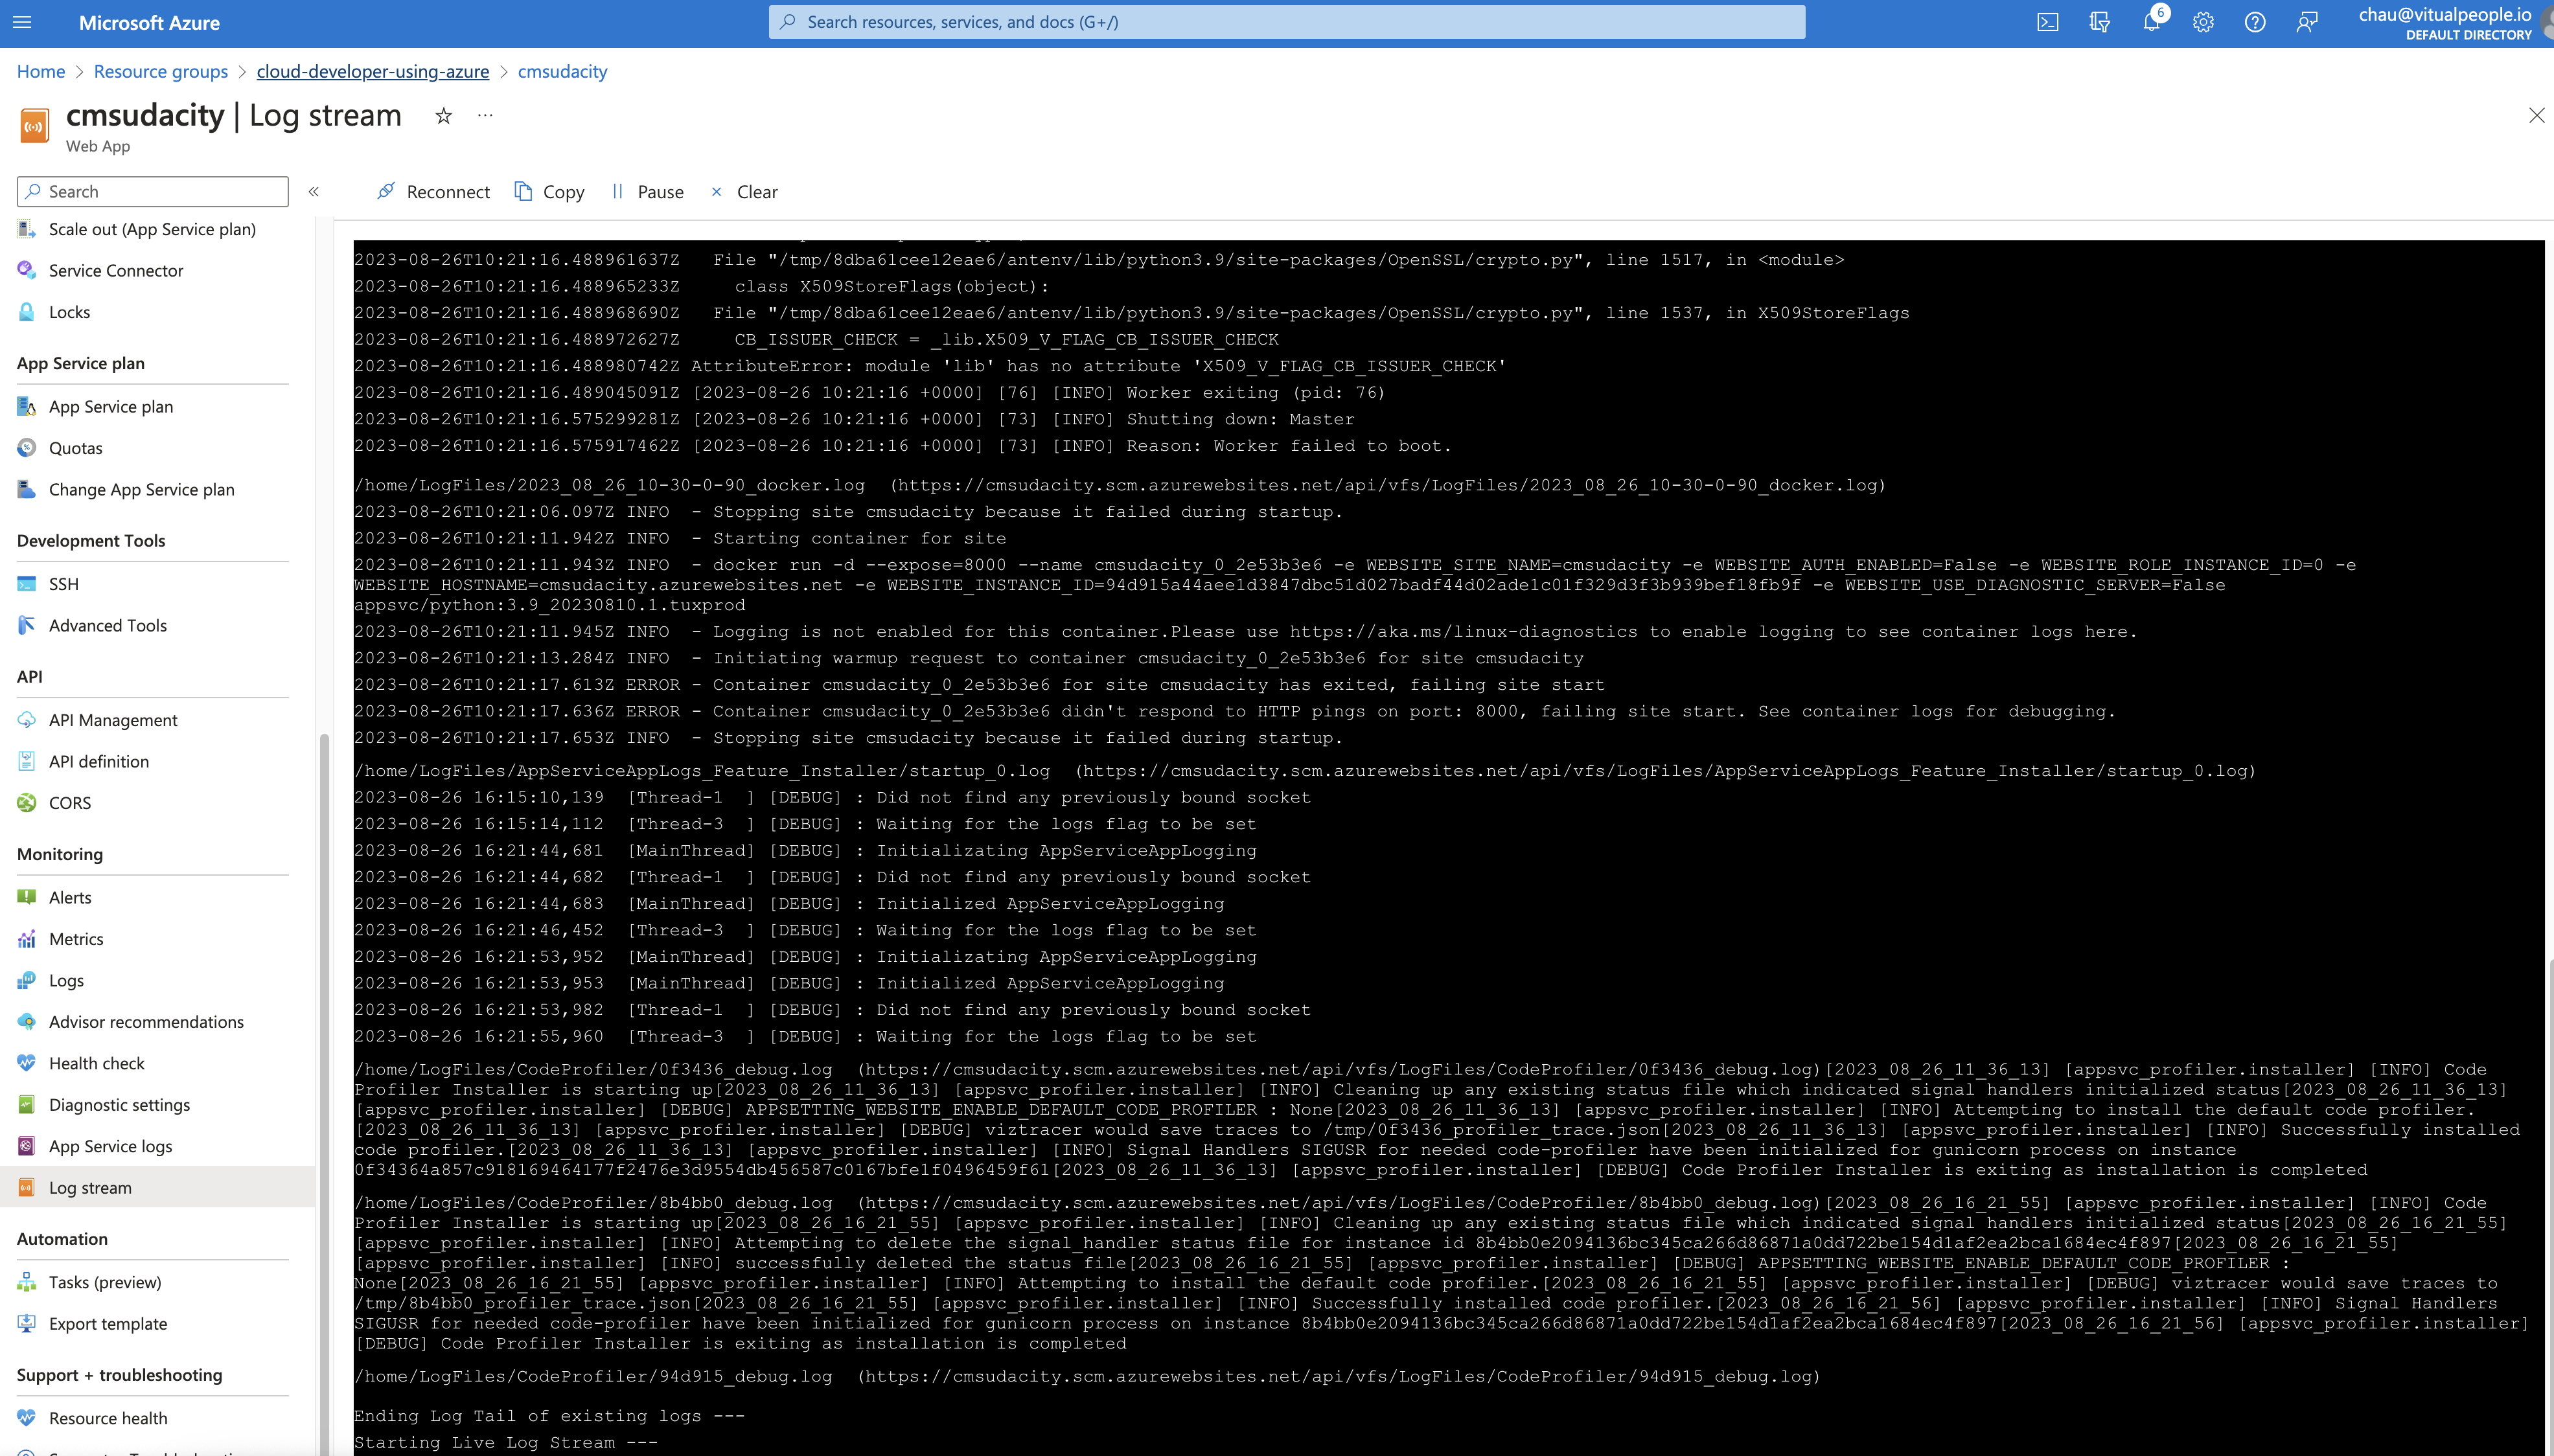 Microsoft Azure
Search resources, services, and docs (G+/)
6
chau@vitualpeople.io
DEFAULT DIRECTORY
Home > Resource groups > cloud-developer-using-azure > cmsudacity
cmsudacity | Log stream
Web App
Search
Reconnect
Copy
Pause
Clear
Scale out (App Service plan)
Service Connector
Locks
App Service plan
App Service plan
Quotas
Change App Service plan
Development Tools
SSH
Advanced Tools
API
API Management
API definition
CORS
Monitoring
Alerts
Metrics
Logs
Advisor recommendations
Health check
Diagnostic settings
App Service logs
Log stream
Automation
Tasks (preview)
Export template
Support + troubleshooting
Resource health
2023-08-26T10:21:16.488961637Z   File "/tmp/8dba61cee12eae6/antenv/lib/python3.9/site-packages/OpenSSL/crypto.py", line 1517, in <module>
2023-08-26T10:21:16.488965233Z     class X509StoreFlags(object):
2023-08-26T10:21:16.488968690Z   File "/tmp/8dba61cee12eae6/antenv/lib/python3.9/site-packages/OpenSSL/crypto.py", line 1537, in X509StoreFlags
2023-08-26T10:21:16.488972627Z     CB_ISSUER_CHECK = _lib.X509_V_FLAG_CB_ISSUER_CHECK
2023-08-26T10:21:16.488980742Z AttributeError: module 'lib' has no attribute 'X509_V_FLAG_CB_ISSUER_CHECK'
2023-08-26T10:21:16.489045091Z [2023-08-26 10:21:16 +0000] [76] [INFO] Worker exiting (pid: 76)
2023-08-26T10:21:16.575299281Z [2023-08-26 10:21:16 +0000] [73] [INFO] Shutting down: Master
2023-08-26T10:21:16.575917462Z [2023-08-26 10:21:16 +0000] [73] [INFO] Reason: Worker failed to boot.
/home/LogFiles/2023_08_26_10-30-0-90_docker.log  (https://cmsudacity.scm.azurewebsites.net/api/vfs/LogFiles/2023_08_26_10-30-0-90_docker.log)
2023-08-26T10:21:06.097Z INFO  - Stopping site cmsudacity because it failed during startup.
2023-08-26T10:21:11.942Z INFO  - Starting container for site
2023-08-26T10:21:11.943Z INFO  - docker run -d --expose=8000 --name cmsudacity_0_2e53b3e6 -e WEBSITE_SITE_NAME=cmsudacity -e WEBSITE_AUTH_ENABLED=False -e WEBSITE_ROLE_INSTANCE_ID=0 -e
WEBSITE_HOSTNAME=cmsudacity.azurewebsites.net -e WEBSITE_INSTANCE_ID=94d915a44aee1d3847dbc51d027badf44d02ade1c01f329d3f3b939bef18fb9f -e WEBSITE_USE_DIAGNOSTIC_SERVER=False
appsvc/python:3.9_20230810.1.tuxprod
2023-08-26T10:21:11.945Z INFO  - Logging is not enabled for this container.Please use https://aka.ms/linux-diagnostics to enable logging to see container logs here.
2023-08-26T10:21:13.284Z INFO  - Initiating warmup request to container cmsudacity_0_2e53b3e6 for site cmsudacity
2023-08-26T10:21:17.613Z ERROR - Container cmsudacity_0_2e53b3e6 for site cmsudacity has exited, failing site start
2023-08-26T10:21:17.636Z ERROR - Container cmsudacity_0_2e53b3e6 didn't respond to HTTP pings on port: 8000, failing site start. See container logs for debugging.
2023-08-26T10:21:17.653Z INFO  - Stopping site cmsudacity because it failed during startup.
/home/LogFiles/AppServiceAppLogs_Feature_Installer/startup_0.log  (https://cmsudacity.scm.azurewebsites.net/api/vfs/LogFiles/AppServiceAppLogs_Feature_Installer/startup_0.log)
2023-08-26 16:15:10,139  [Thread-1  ] [DEBUG] : Did not find any previously bound socket
2023-08-26 16:15:14,112  [Thread-3  ] [DEBUG] : Waiting for the logs flag to be set
2023-08-26 16:21:44,681  [MainThread] [DEBUG] : Initializating AppServiceAppLogging
2023-08-26 16:21:44,682  [Thread-1  ] [DEBUG] : Did not find any previously bound socket
2023-08-26 16:21:44,683  [MainThread] [DEBUG] : Initialized AppServiceAppLogging
2023-08-26 16:21:46,452  [Thread-3  ] [DEBUG] : Waiting for the logs flag to be set
2023-08-26 16:21:53,952  [MainThread] [DEBUG] : Initializating AppServiceAppLogging
2023-08-26 16:21:53,953  [MainThread] [DEBUG] : Initialized AppServiceAppLogging
2023-08-26 16:21:53,982  [Thread-1  ] [DEBUG] : Did not find any previously bound socket
2023-08-26 16:21:55,960  [Thread-3  ] [DEBUG] : Waiting for the logs flag to be set
/home/LogFiles/CodeProfiler/0f3436_debug.log  (https://cmsudacity.scm.azurewebsites.net/api/vfs/LogFiles/CodeProfiler/0f3436_debug.log)[2023_08_26_11_36_13] [appsvc_profiler.installer] [INFO] Code
Profiler Installer is starting up[2023_08_26_11_36_13] [appsvc_profiler.installer] [INFO] Cleaning up any existing status file which indicated signal handlers initialized status[2023_08_26_11_36_13]
[appsvc_profiler.installer] [DEBUG] APPSETTING_WEBSITE_ENABLE_DEFAULT_CODE_PROFILER : None[2023_08_26_11_36_13] [appsvc_profiler.installer] [INFO] Attempting to install the default code profiler.
[2023_08_26_11_36_13] [appsvc_profiler.installer] [DEBUG] viztracer would save traces to /tmp/0f3436_profiler_trace.json[2023_08_26_11_36_13] [appsvc_profiler.installer] [INFO] Successfully installed
code profiler.[2023_08_26_11_36_13] [appsvc_profiler.installer] [INFO] Signal Handlers SIGUSR for needed code-profiler have been initialized for gunicorn process on instance
0f34364a857c918169464177f2476e3d9554db456587c0167bfe1f0496459f61[2023_08_26_11_36_13] [appsvc_profiler.installer] [DEBUG] Code Profiler Installer is exiting as installation is completed
/home/LogFiles/CodeProfiler/8b4bb0_debug.log  (https://cmsudacity.scm.azurewebsites.net/api/vfs/LogFiles/CodeProfiler/8b4bb0_debug.log)[2023_08_26_16_21_55] [appsvc_profiler.installer] [INFO] Code
Profiler Installer is starting up[2023_08_26_16_21_55] [appsvc_profiler.installer] [INFO] Cleaning up any existing status file which indicated signal handlers initialized status[2023_08_26_16_21_55]
[appsvc_profiler.installer] [INFO] Attempting to delete the signal_handler status file for instance id 8b4bb0e2094136bc345ca266d86871a0dd722be154d1af2ea2bca1684ec4f897[2023_08_26_16_21_55]
[appsvc_profiler.installer] [INFO] successfully deleted the status file[2023_08_26_16_21_55] [appsvc_profiler.installer] [DEBUG] APPSETTING_WEBSITE_ENABLE_DEFAULT_CODE_PROFILER :
None[2023_08_26_16_21_55] [appsvc_profiler.installer] [INFO] Attempting to install the default code profiler.[2023_08_26_16_21_55] [appsvc_profiler.installer] [DEBUG] viztracer would save traces to
/tmp/8b4bb0_profiler_trace.json[2023_08_26_16_21_55] [appsvc_profiler.installer] [INFO] Successfully installed code profiler.[2023_08_26_16_21_56] [appsvc_profiler.installer] [INFO] Signal Handlers
SIGUSR for needed code-profiler have been initialized for gunicorn process on instance 8b4bb0e2094136bc345ca266d86871a0dd722be154d1af2ea2bca1684ec4f897[2023_08_26_16_21_56] [appsvc_profiler.installer]
[DEBUG] Code Profiler Installer is exiting as installation is completed
/home/LogFiles/CodeProfiler/94d915_debug.log  (https://cmsudacity.scm.azurewebsites.net/api/vfs/LogFiles/CodeProfiler/94d915_debug.log)
Ending Log Tail of existing logs ---
Starting Live Log Stream ---